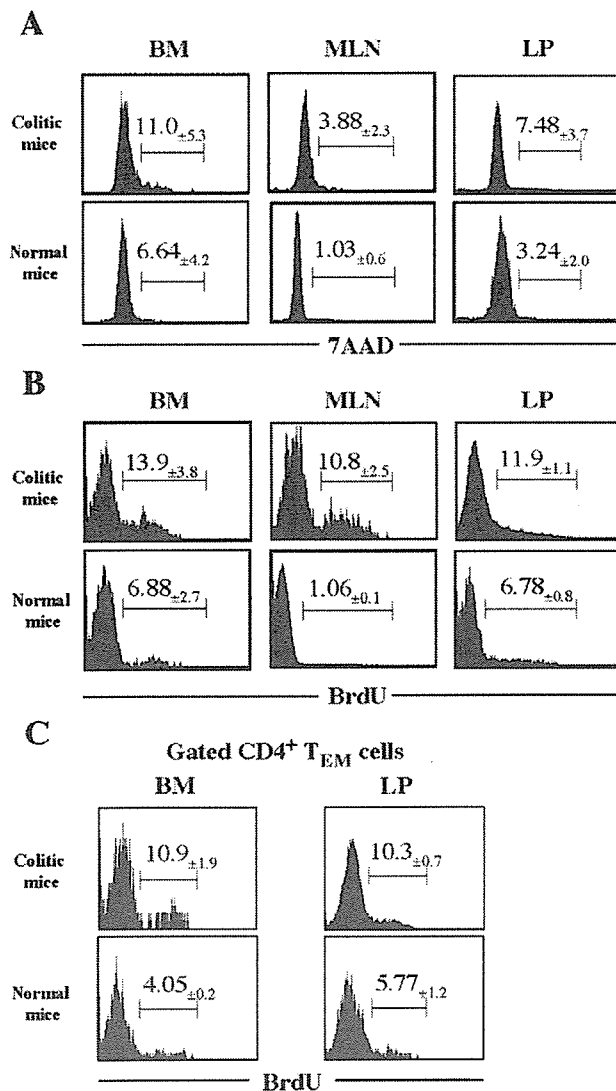 A
BM MLN LP
Colitic mice 11.0±5.3 3.88±2.3 7.48±3.7
Normal mice 6.64±4.2 1.03±0.6 3.24±2.0
7AAD
B
BM MLN LP
Colitic mice 13.9±3.8 10.8±2.5 11.9±1.1
Normal mice 6.88±2.7 1.06±0.1 6.78±0.8
BrdU
C
Gated CD4+ TEM cells
BM LP
Colitic mice 10.9±1.9 10.3±0.7
Normal mice 4.05±0.2 5.77±1.2
BrdU